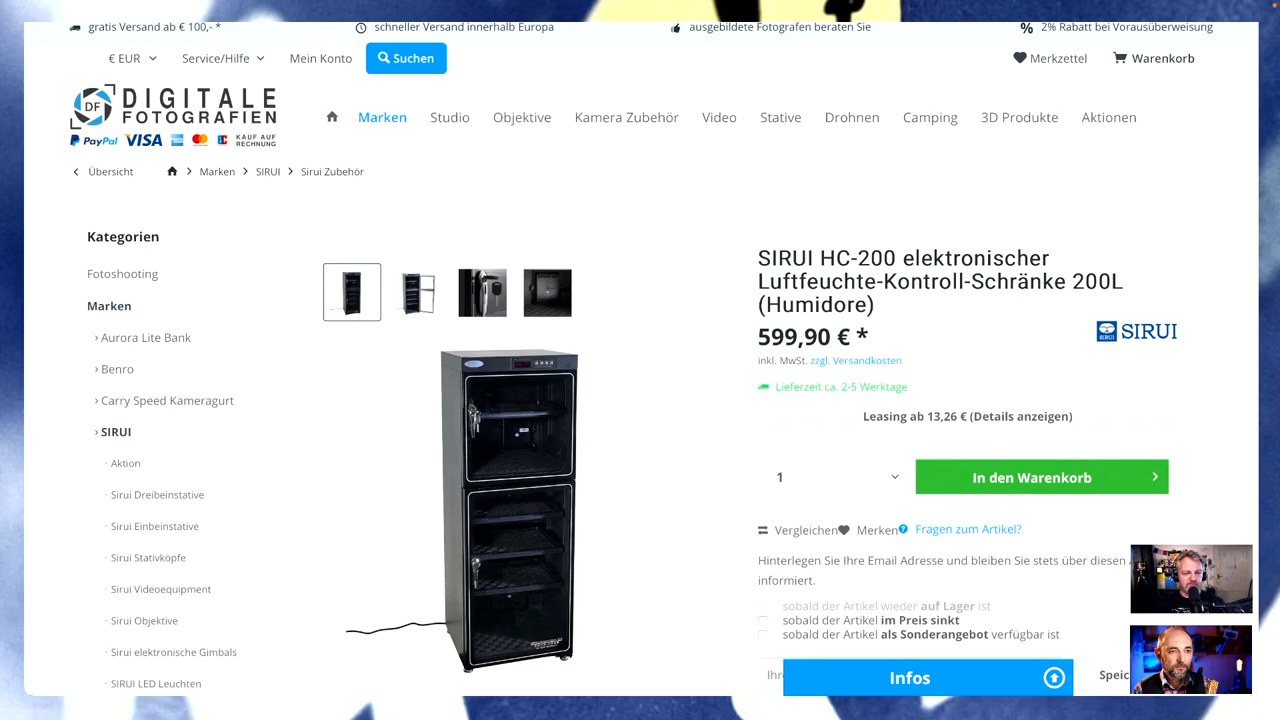 gratis Versand ab € 100,- *
schneller Versand innerhalb Europa
ausgebildete Fotografen beraten Sie
2% Rabatt bei Vorausüberweisung
€ EUR
Service/Hilfe
Mein Konto
Suchen
Merkzettel
Warenkorb
DF DIGITALE
FOTOGRAFIEN
PayPal VISA KAUF AUF
RECHNUNG
Marken
Studio
Objektive
Kamera Zubehör
Video
Stative
Drohnen
Camping
3D Produkte
Aktionen
Übersicht
Marken
SIRUI
Sirui Zubehör
Kategorien
Fotoshooting
Marken
Aurora Lite Bank
Benro
Carry Speed Kameragurt
SIRUI
Aktion
Sirui Dreibeinstative
Sirui Einbeinstative
Sirui Stativköpfe
Sirui Videoequipment
Sirui Objektive
Sirui elektronische Gimbals
SIRUI LED Leuchten
SIRUI HC-200 elektronischer
Luftfeuchte-Kontroll-Schränke 200L
(Humidore)
599,90 € *
SIRUI SIRUI
inkl. MwSt. zzgl. Versandkosten
Lieferzeit ca. 2-5 Werktage
Leasing ab 13,26 € (Details anzeigen)
1
In den Warenkorb
Vergleichen
Merken
Fragen zum Artikel?
Hinterlegen Sie Ihre Email Adresse und bleiben Sie stets über diesen A
informiert.
sobald der Artikel wieder auf Lager ist
sobald der Artikel im Preis sinkt
sobald der Artikel als Sonderangebot verfügbar ist
Ihre
Infos
Speic